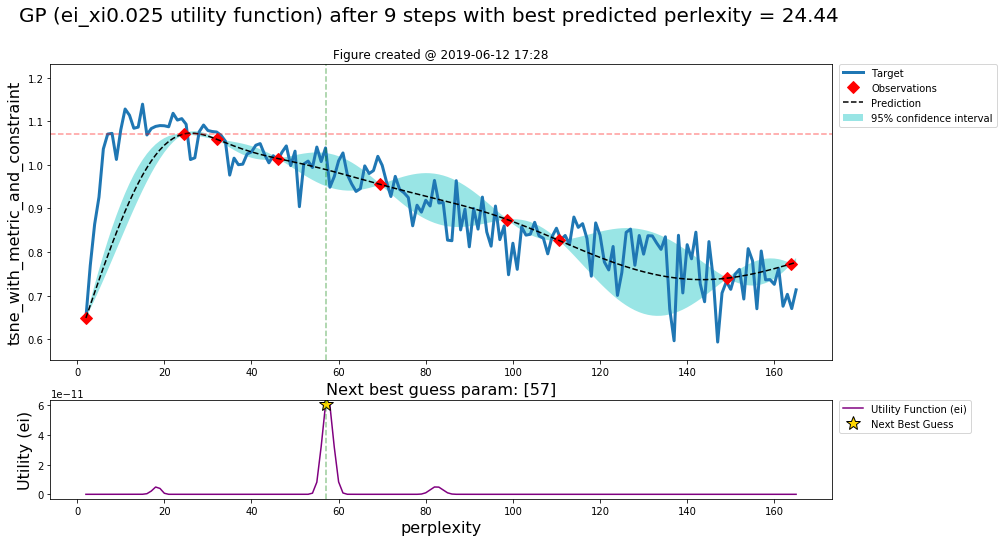 GP (ei_xi0.025 utility function) after 9 steps with best predicted perlexity = 24.44
Figure created @ 2019-06-12 17:28
tsne_with_metric_and_constraint
1.2
1.1
1.0
0.9
0.8
0.7
0.6
0 20 40 60 80 100 120 140 160
Target
Observations
Prediction
95% confidence interval
Next best guess param: [57]
1e−11
Utility (ei)
6
4
2
0
0 20 40 60 80 100 120 140 160
perplexity
Utility Function (ei)
Next Best Guess